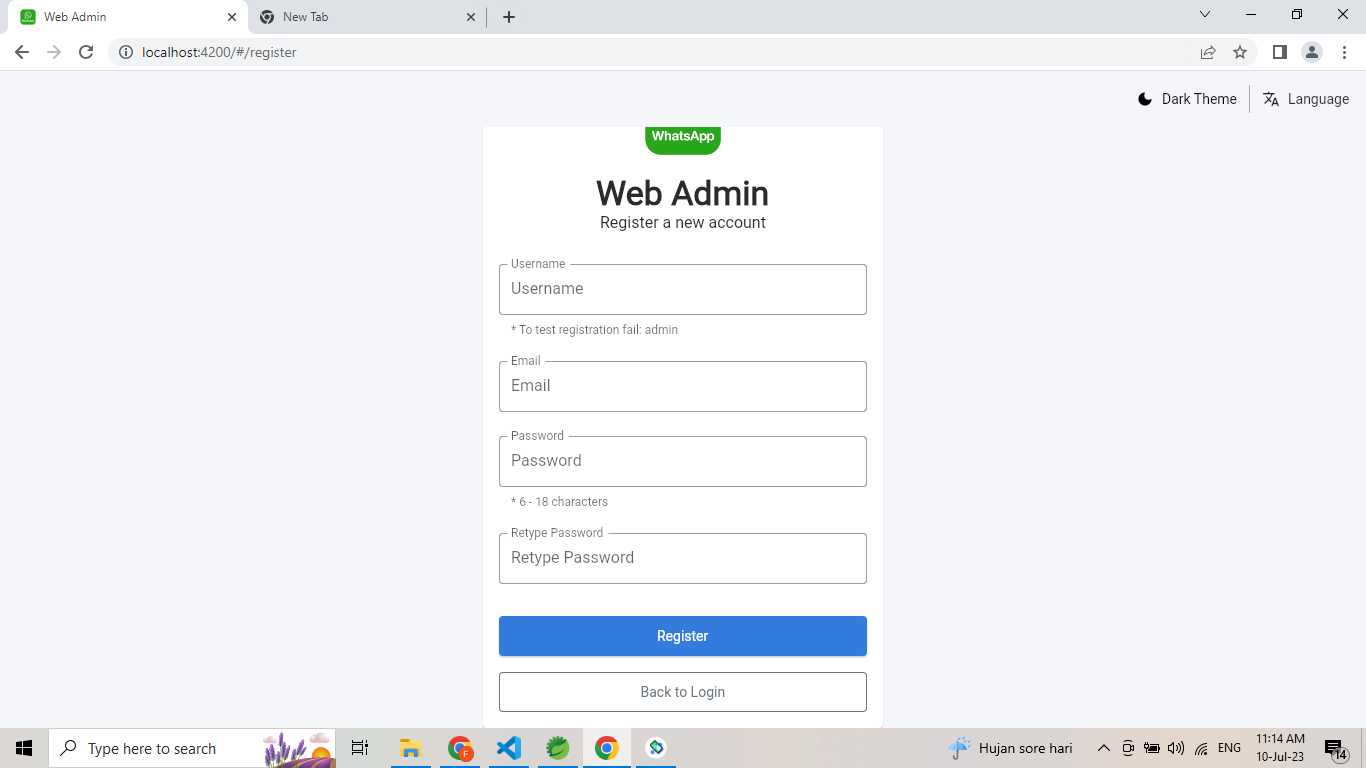 Web Admin
New Tab
localhost:4200/#/register
Dark Theme
Language
WhatsApp
Web Admin
Register a new account
Username
Username
* To test registration fail: admin
Email
Email
Password
Password
* 6 - 18 characters
Retype Password
Retype Password
Register
Back to Login
Type here to search
F
Hujan sore hari
ENG
11:14 AM
10-Jul-23
14